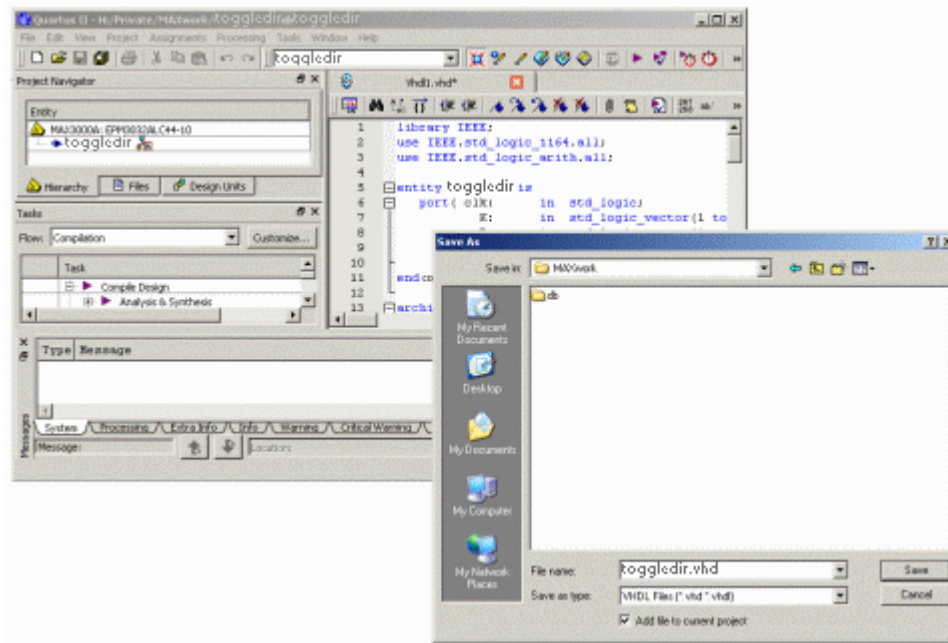 Quartus II - H:/Private/MAXwork/toggledir - toggledir
File Edit View Project Assignments Processing Tools Window Help
toggledir
Project Navigator
Vhdl1.vhd*
Entity
MAX3000A: EPM3032ALC44-10
toggledir
Hierarchy Files Design Units
Tasks
Flow: Compilation Customize...
Task
Compile Design
Analysis & Synthesis
1 library IEEE;
2 use IEEE.std_logic_1164.all;
3 use IEEE.std_logic_arith.all;
4
5 entity toggledir is
6 port( clk: in std_logic;
7 K: in std_logic_vector(1 to
8
9
10
11 end
12
13 archi
Type Message
System Processing Extra Info Info Warning Critical Warning
Messages
Message: Location:
Save As
Save in: MAXwork
db
My Recent
Documents
Desktop
My Documents
My Computer
My Network
Places
File name: toggledir.vhd Save
Save as type: VHDL Files (*.vhd *.vhdl) Cancel
Add file to current project